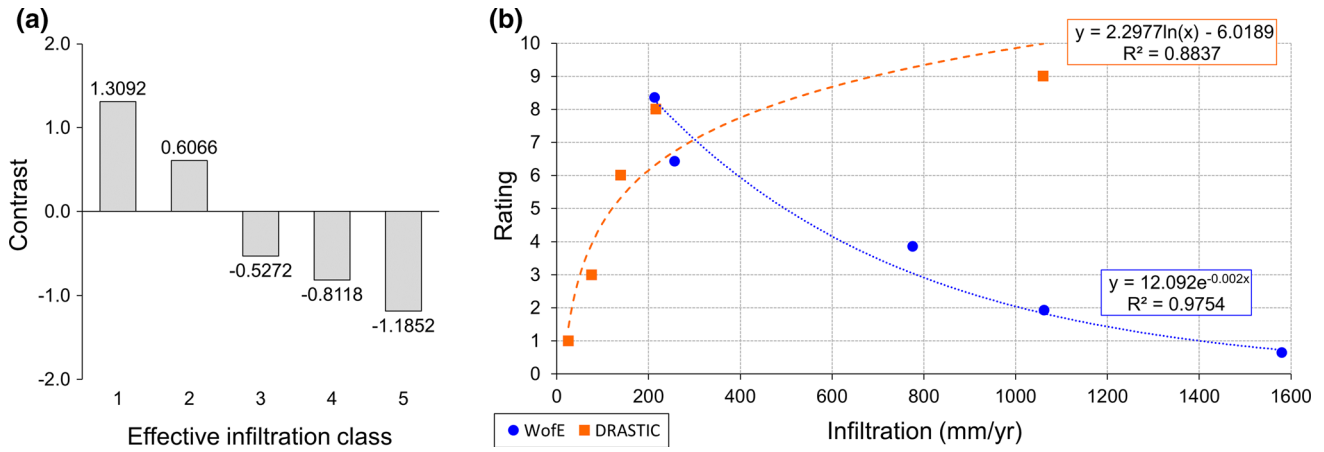 (a)
2.0
1.0
0.0
-1.0
-2.0
Contrast
1.3092
0.6066
-0.5272
-0.8118
-1.1852
1 2 3 4 5
Effective infiltration class
(b)
10
9
8
7
6
5
4
3
2
1
0
Rating
y = 2.2977ln(x) - 6.0189
R² = 0.8837
y = 12.092e^-0.002x
R² = 0.9754
0 200 400 600 800 1000 1200 1400 1600
WofE DRASTIC
Infiltration (mm/yr)